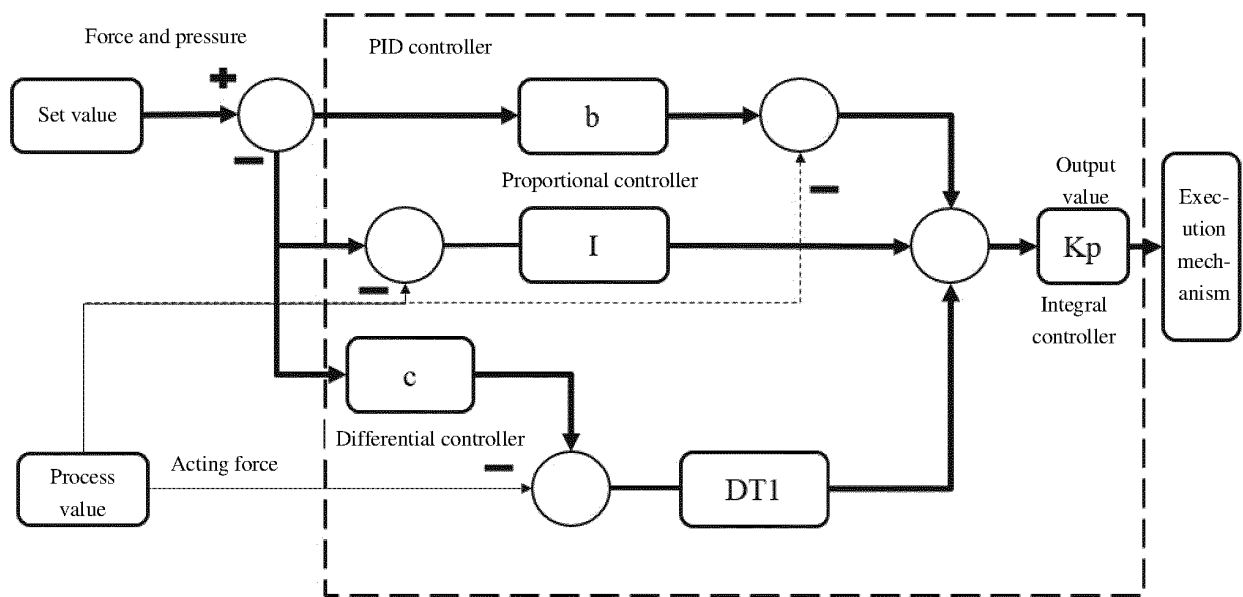 Force and pressure
PID controller
+
Set value
b
−
Proportional controller
−
Output
value
Exec-
ution
mech-
anism
I
Kp
−
Integral
controller
c
Differential controller
Acting force
−
Process
value
DT1